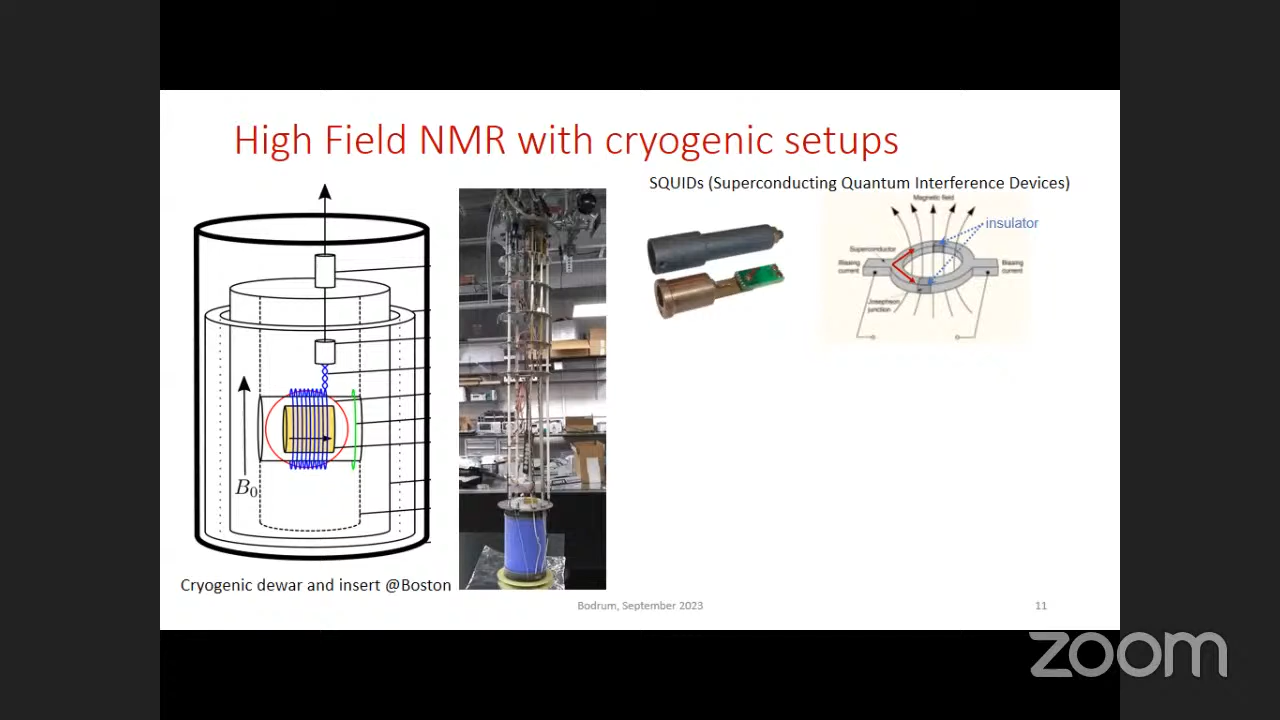 High Field NMR with cryogenic setups
SQUIDs (Superconducting Quantum Interference Devices)
Magnetic field
insulator
Superconductor
Biasing
current
Biasing
current
Josephson
junction
B₀
Cryogenic dewar and insert @Boston
Bodrum, September 2023
11
zoom